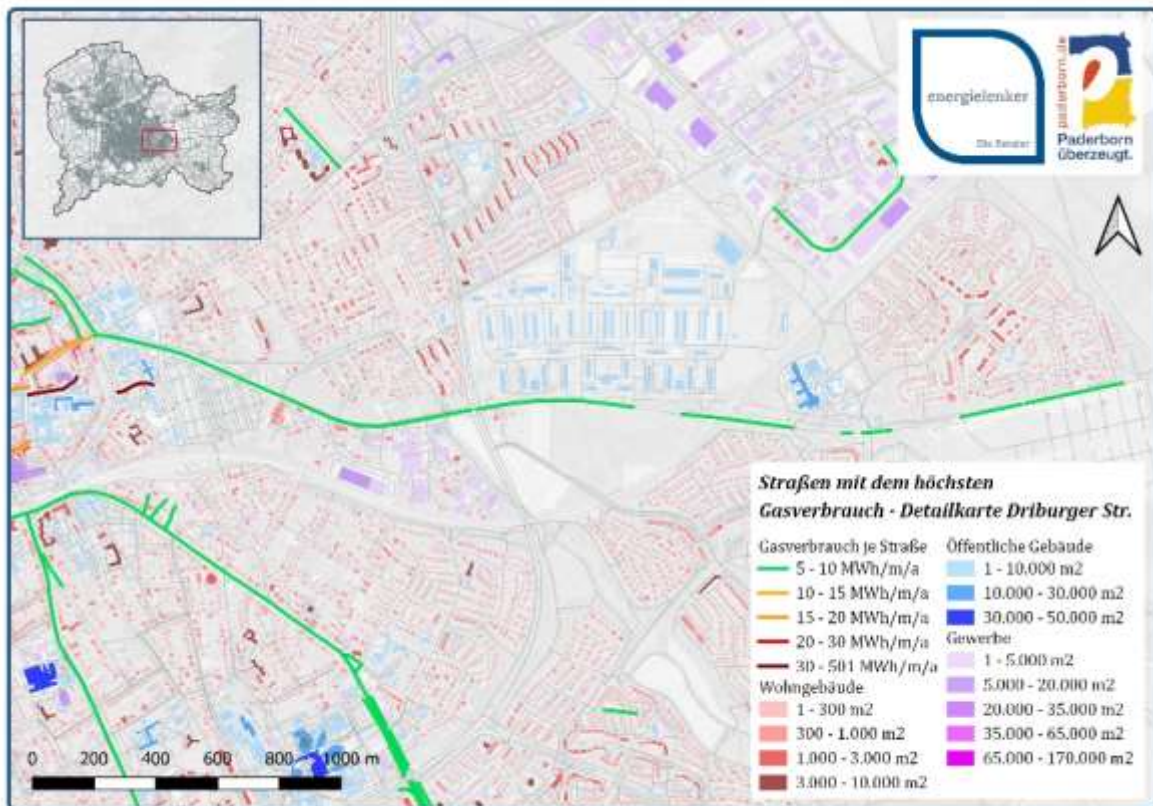 energielenker
Die Berater
paderborn.de
Paderborn
überzeugt.
Straßen mit dem höchsten
Gasverbrauch - Detailkarte Driburger Str.
Gasverbrauch je Straße
5 - 10 MWh/m/a
10 - 15 MWh/m/a
15 - 20 MWh/m/a
20 - 30 MWh/m/a
30 - 501 MWh/m/a
Wohngebäude
1 - 300 m2
300 - 1.000 m2
1.000 - 3.000 m2
3.000 - 10.000 m2
Öffentliche Gebäude
1 - 10.000 m2
10.000 - 30.000 m2
30.000 - 50.000 m2
Gewerbe
1 - 5.000 m2
5.000 - 20.000 m2
20.000 - 35.000 m2
35.000 - 65.000 m2
65.000 - 170.000 m2
0 200 400 600 800 1000 m